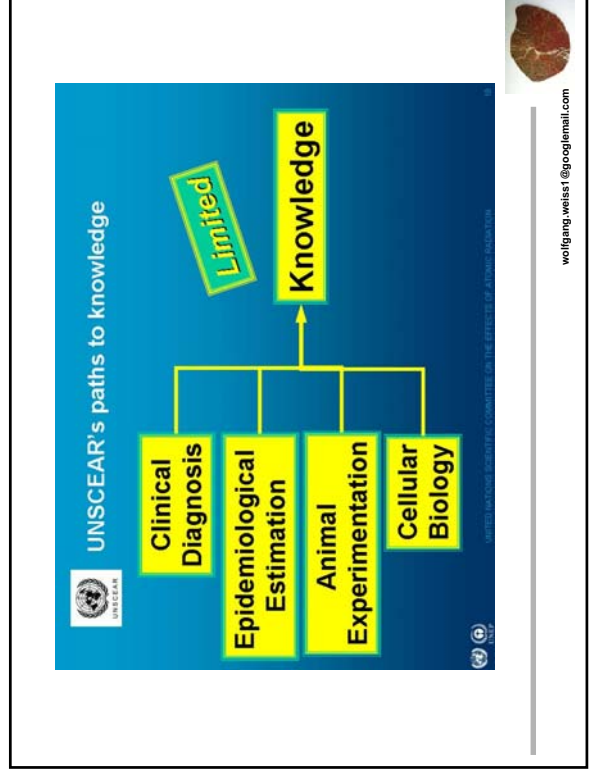 UNSCEAR
UNSCEAR's paths to knowledge
Clinical
Diagnosis
Epidemiological
Estimation
Animal
Experimentation
Cellular
Biology
Limited
Knowledge
UNEP
UNITED NATIONS SCIENTIFIC COMMITTEE ON THE EFFECTS OF ATOMIC RADIATION
wolfgang.weiss1@googlemail.com